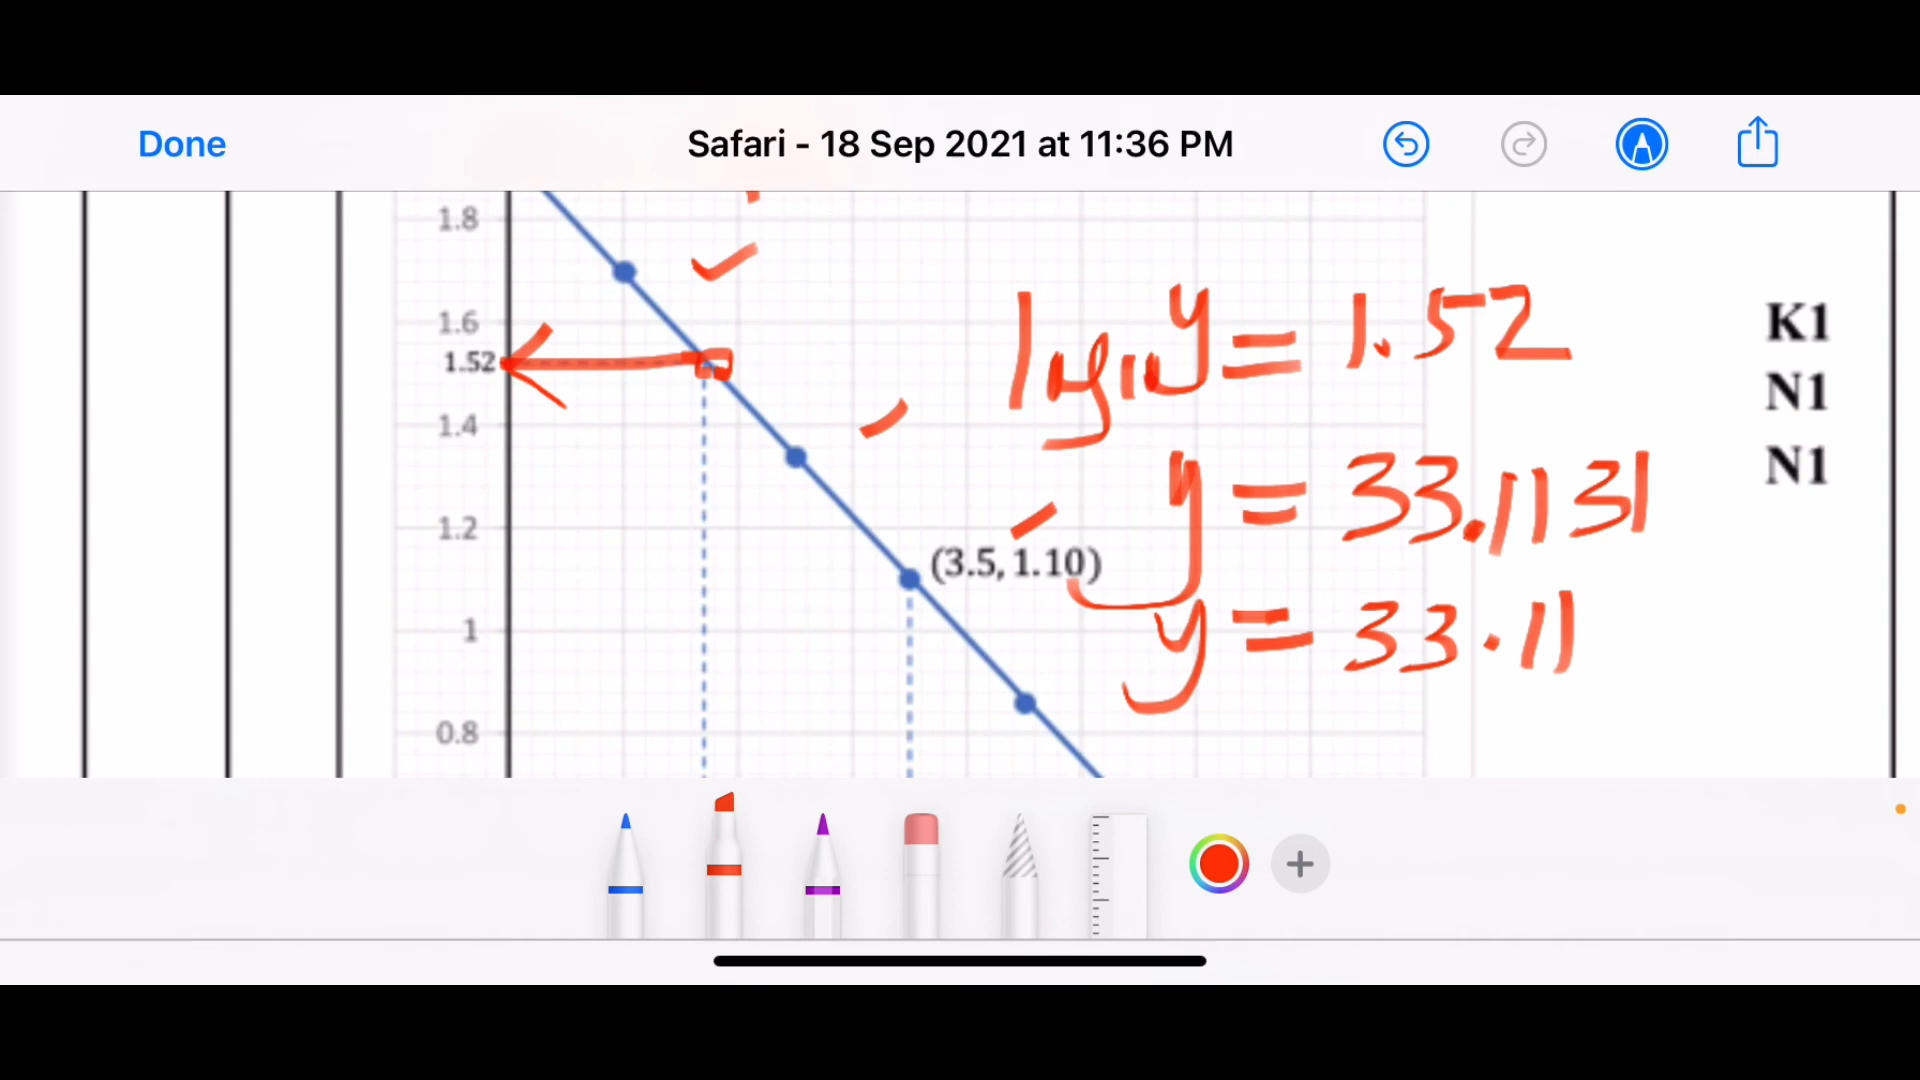 Done
Safari - 18 Sep 2021 at 11:36 PM
1.8
1.6
1.52
1.4
1.2
1
0.8
(3.5, 1.10)
log10 y = 1.52
y = 33.1131
y = 33.11
K1
N1
N1